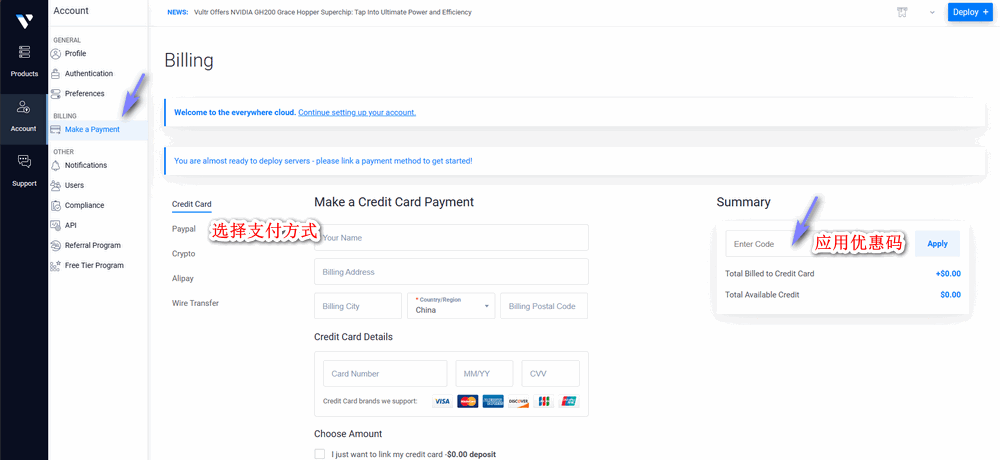 Account
NEWS: Vultr Offers NVIDIA GH200 Grace Hopper Superchip: Tap Into Ultimate Power and Efficiency
Deploy +
Products
Account
Support
GENERAL
Profile
Authentication
Preferences
BILLING
Make a Payment
OTHER
Notifications
Users
Compliance
API
Referral Program
Free Tier Program
Billing
Welcome to the everywhere cloud. Continue setting up your account.
You are almost ready to deploy servers - please link a payment method to get started!
Credit Card
Paypal
Crypto
Alipay
Wire Transfer
选择支付方式
Make a Credit Card Payment
Your Name
Billing Address
Billing City
* Country/Region
China
Billing Postal Code
Credit Card Details
Card Number
MM/YY
CVV
Credit Card brands we support:
VISA
DISCOVER
JCB
Choose Amount
I just want to link my credit card -$0.00 deposit
Summary
Enter Code
应用优惠码
Apply
Total Billed to Credit Card +$0.00
Total Available Credit $0.00